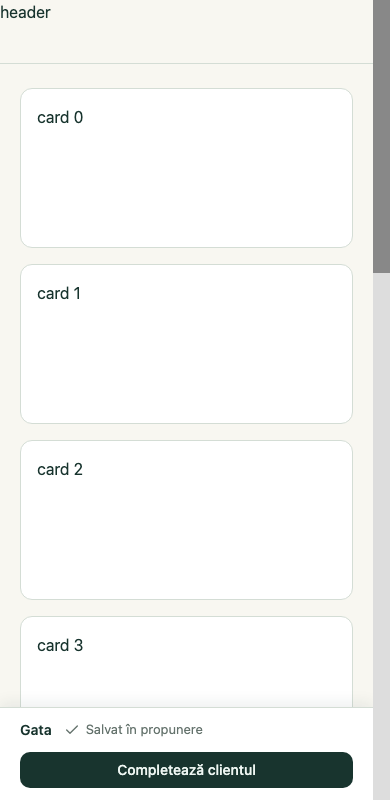 header
card 0
card 1
card 2
card 3
Gata Salvat în propunere
Completează clientul